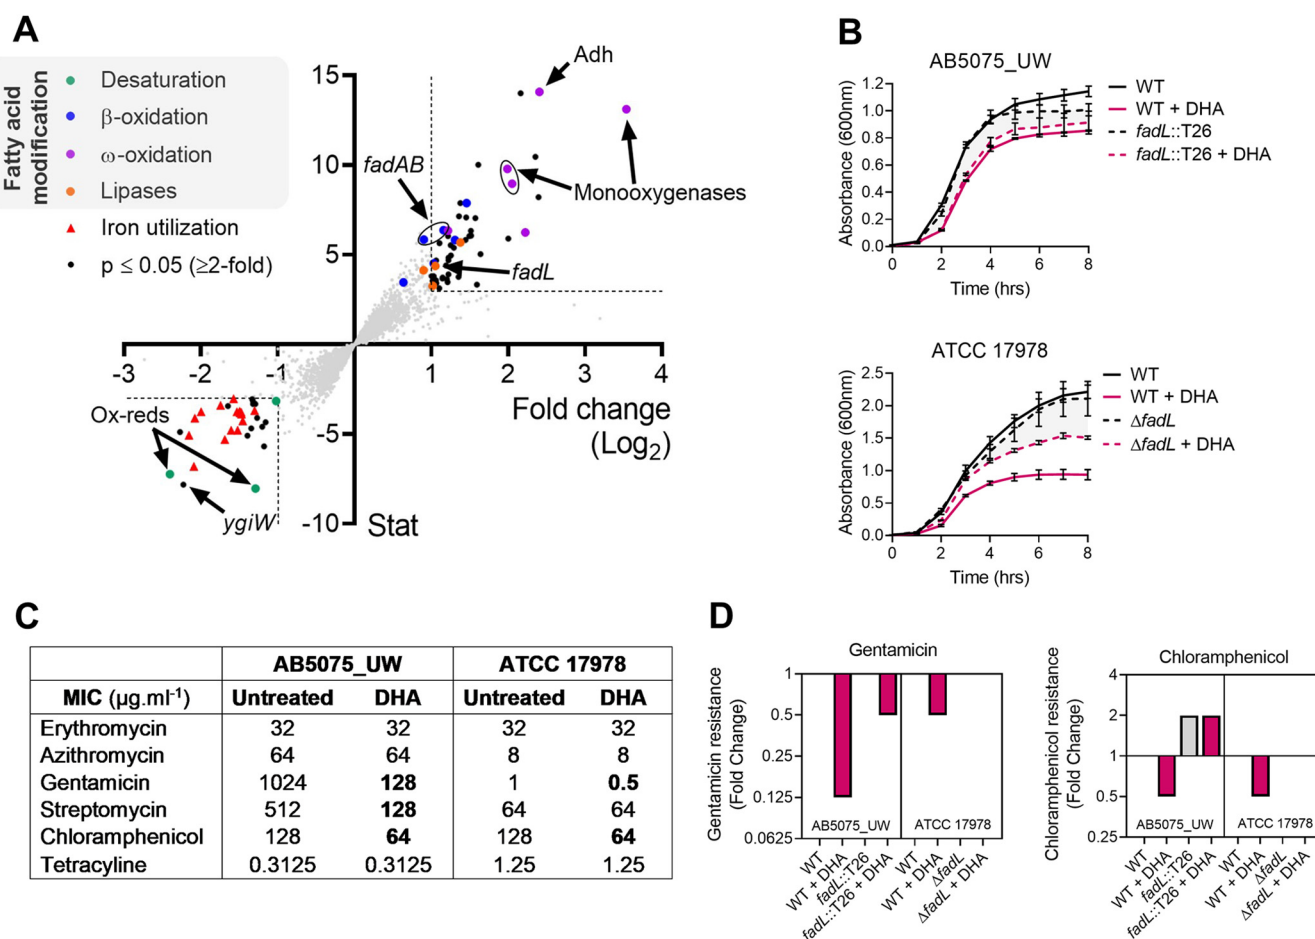 A
Fatty acid
modification
Desaturation
β-oxidation
ω-oxidation
Lipases
Iron utilization
p ≤ 0.05 (≥2-fold)
15
10
5
-5
-10
-3
-2
-1
1
2
3
4
Adh
fadAB
Monooxygenases
fadL
Fold change
(Log2)
Ox-reds
ygiW
Stat
B
AB5075_UW
Absorbance (600nm)
1.2
1.0
0.8
0.6
0.4
0.2
0.0
0
2
4
6
8
Time (hrs)
WT
WT + DHA
fadL::T26
fadL::T26 + DHA
ATCC 17978
Absorbance (600nm)
2.5
2.0
1.5
1.0
0.5
0.0
0
2
4
6
8
Time (hrs)
WT
WT + DHA
ΔfadL
ΔfadL + DHA
C
AB5075_UW ATCC 17978
MIC (µg.ml-1) Untreated DHA Untreated DHA
Erythromycin 32 32 32 32
Azithromycin 64 64 8 8
Gentamicin 1024 128 1 0.5
Streptomycin 512 128 64 64
Chloramphenicol 128 64 128 64
Tetracyline 0.3125 0.3125 1.25 1.25
D
Gentamicin
Gentamicin resistance
(Fold Change)
1
0.5
0.25
0.125
0.0625
AB5075_UW
ATCC 17978
WT
WT + DHA
fadL::T26
fadL::T26 + DHA
WT
WT + DHA
ΔfadL
ΔfadL + DHA
Chloramphenicol
Chloramphenicol resistance
(Fold Change)
4
2
1
0.5
0.25
AB5075_UW
ATCC 17978
WT
WT + DHA
fadL::T26
fadL::T26 + DHA
WT
WT + DHA
ΔfadL
ΔfadL + DHA